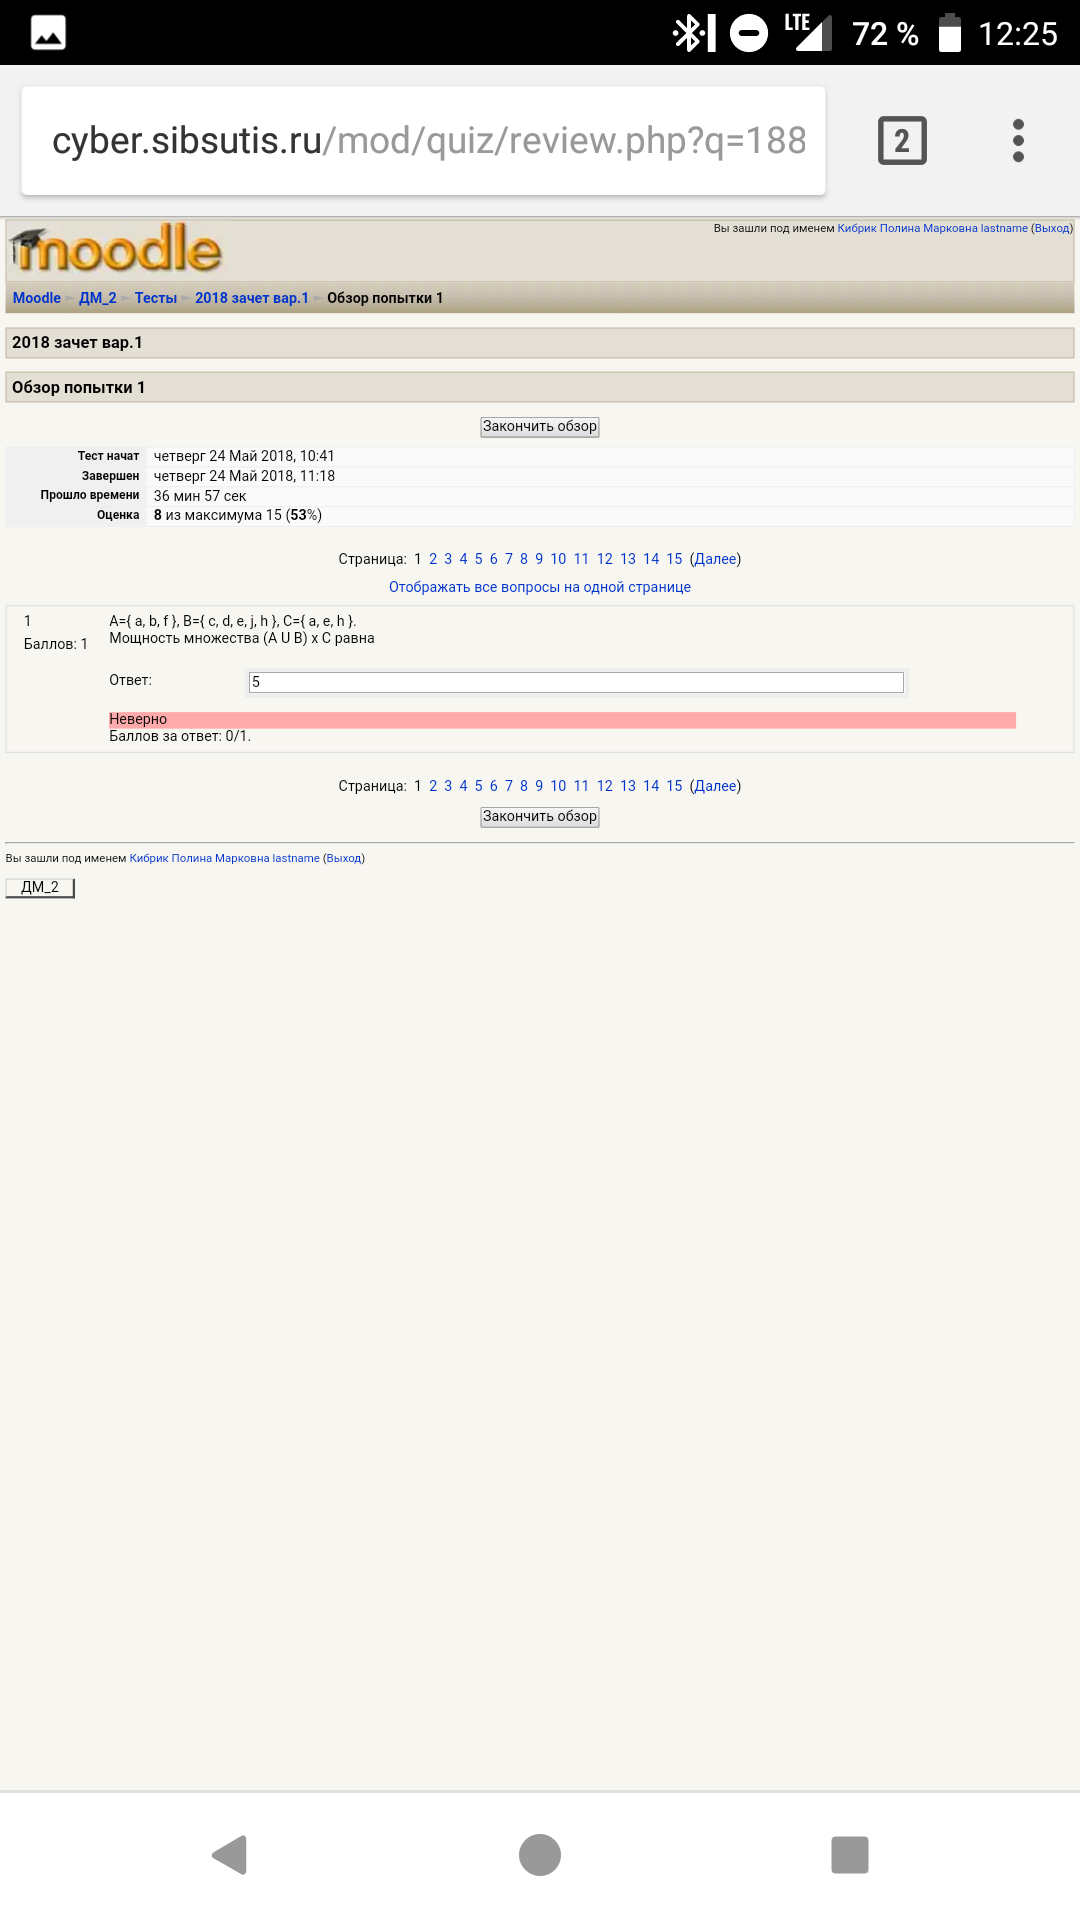 LTE 72 % 12:25
cyber.sibsutis.ru/mod/quiz/review.php?q=188
2
moodle
Вы зашли под именем Кибрик Полина Марковна lastname (Выход)
Moodle ► ДМ_2 ► Тесты ► 2018 зачет вар.1 ► Обзор попытки 1
2018 зачет вар.1
Обзор попытки 1
Закончить обзор
Тест начат четверг 24 Май 2018, 10:41
Завершен четверг 24 Май 2018, 11:18
Прошло времени 36 мин 57 сек
Оценка 8 из максимума 15 (53%)
Страница: 1 2 3 4 5 6 7 8 9 10 11 12 13 14 15 (Далее)
Отображать все вопросы на одной странице
1
Баллов: 1
A={ a, b, f }, B={ c, d, e, j, h }, C={ a, e, h }.
Мощность множества (A U B) x C равна
Ответ: 5
Неверно
Баллов за ответ: 0/1.
Страница: 1 2 3 4 5 6 7 8 9 10 11 12 13 14 15 (Далее)
Закончить обзор
Вы зашли под именем Кибрик Полина Марковна lastname (Выход)
ДМ_2